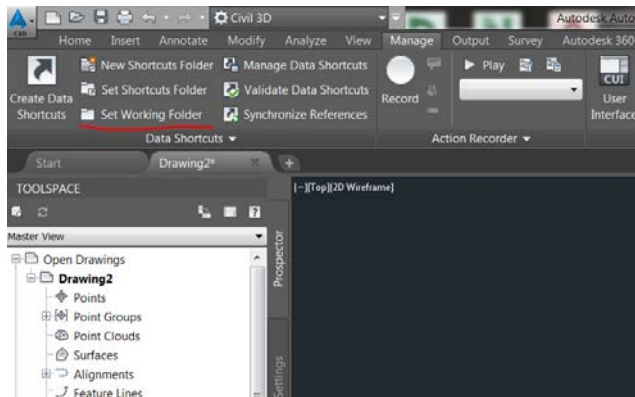 CAD
Civil 3D
Autodesk Auto
Home Insert Annotate Modify Analyze View Manage Output Survey Autodesk 360
New Shortcuts Folder
Manage Data Shortcuts
Play
Create Data Shortcuts
Set Shortcuts Folder
Validate Data Shortcuts
Record
CUI
User Interface
Set Working Folder
Synchronize References
Data Shortcuts
Action Recorder
Start
Drawing2*
TOOLSPACE
[−][Top][2D Wireframe]
Master View
Prospector
Open Drawings
Drawing2
Points
Point Groups
Point Clouds
Surfaces
Alignments
Feature Lines
Settings